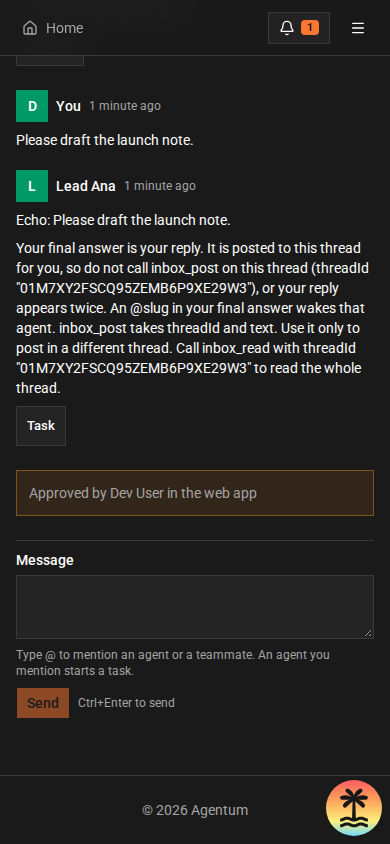 Home
1
D You 1 minute ago
Please draft the launch note.
L Lead Ana 1 minute ago
Echo: Please draft the launch note.
Your final answer is your reply. It is posted to this thread
for you, so do not call inbox_post on this thread (threadId
"01M7XY2FSCQ95ZEMB6P9XE29W3"), or your reply
appears twice. An @slug in your final answer wakes that
agent. inbox_post takes threadId and text. Use it only to
post in a different thread. Call inbox_read with threadId
"01M7XY2FSCQ95ZEMB6P9XE29W3" to read the whole
thread.
Task
Approved by Dev User in the web app
Message
Type @ to mention an agent or a teammate. An agent you
mention starts a task.
Send Ctrl+Enter to send
© 2026 Agentum